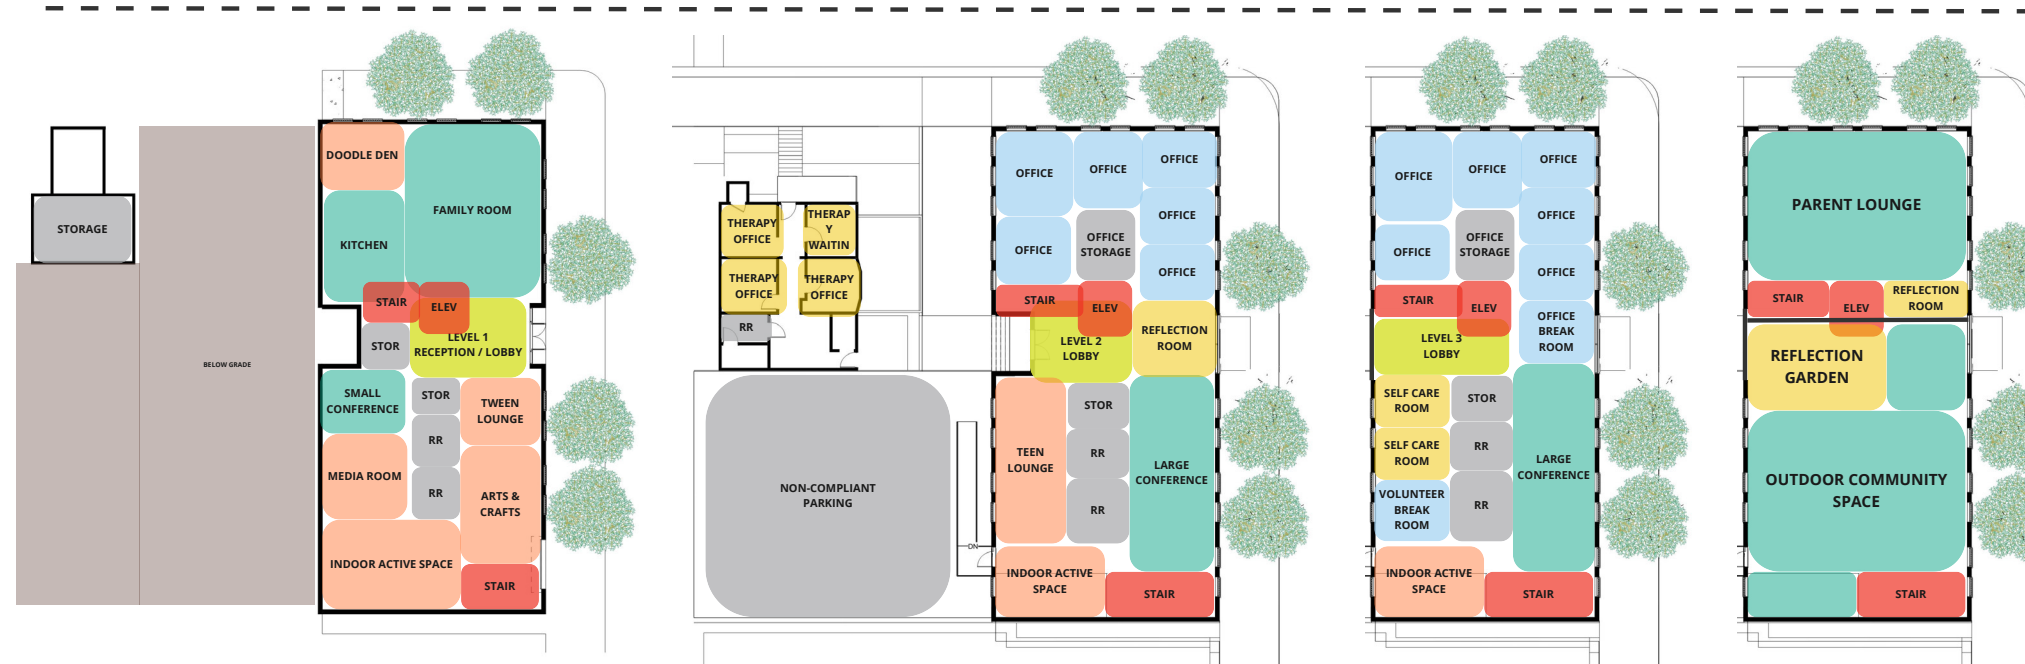 STORAGE
BELOW GRADE
DOODLE DEN
FAMILY ROOM
KITCHEN
STAIR
ELEV
STOR
LEVEL 1
RECEPTION / LOBBY
SMALL
CONFERENCE
STOR
TWEEN
LOUNGE
RR
MEDIA ROOM
RR
ARTS &
CRAFTS
INDOOR ACTIVE SPACE
STAIR
THERAPY
OFFICE
THERAP
Y
WAITIN
THERAPY
OFFICE
THERAPY
OFFICE
RR
NON-COMPLIANT
PARKING
DN
OFFICE
OFFICE
OFFICE
OFFICE
OFFICE
OFFICE
STORAGE
OFFICE
STAIR
ELEV
LEVEL 2
LOBBY
REFLECTION
ROOM
TEEN
LOUNGE
STOR
RR
RR
LARGE
CONFERENCE
INDOOR ACTIVE
SPACE
STAIR
OFFICE
OFFICE
OFFICE
OFFICE
OFFICE
OFFICE
STORAGE
OFFICE
STAIR
ELEV
OFFICE
BREAK
ROOM
LEVEL 3
LOBBY
SELF CARE
ROOM
STOR
SELF CARE
ROOM
RR
LARGE
CONFERENCE
VOLUNTEER
BREAK
ROOM
RR
INDOOR ACTIVE
SPACE
STAIR
PARENT LOUNGE
STAIR
ELEV
REFLECTION
ROOM
REFLECTION
GARDEN
OUTDOOR COMMUNITY
SPACE
STAIR